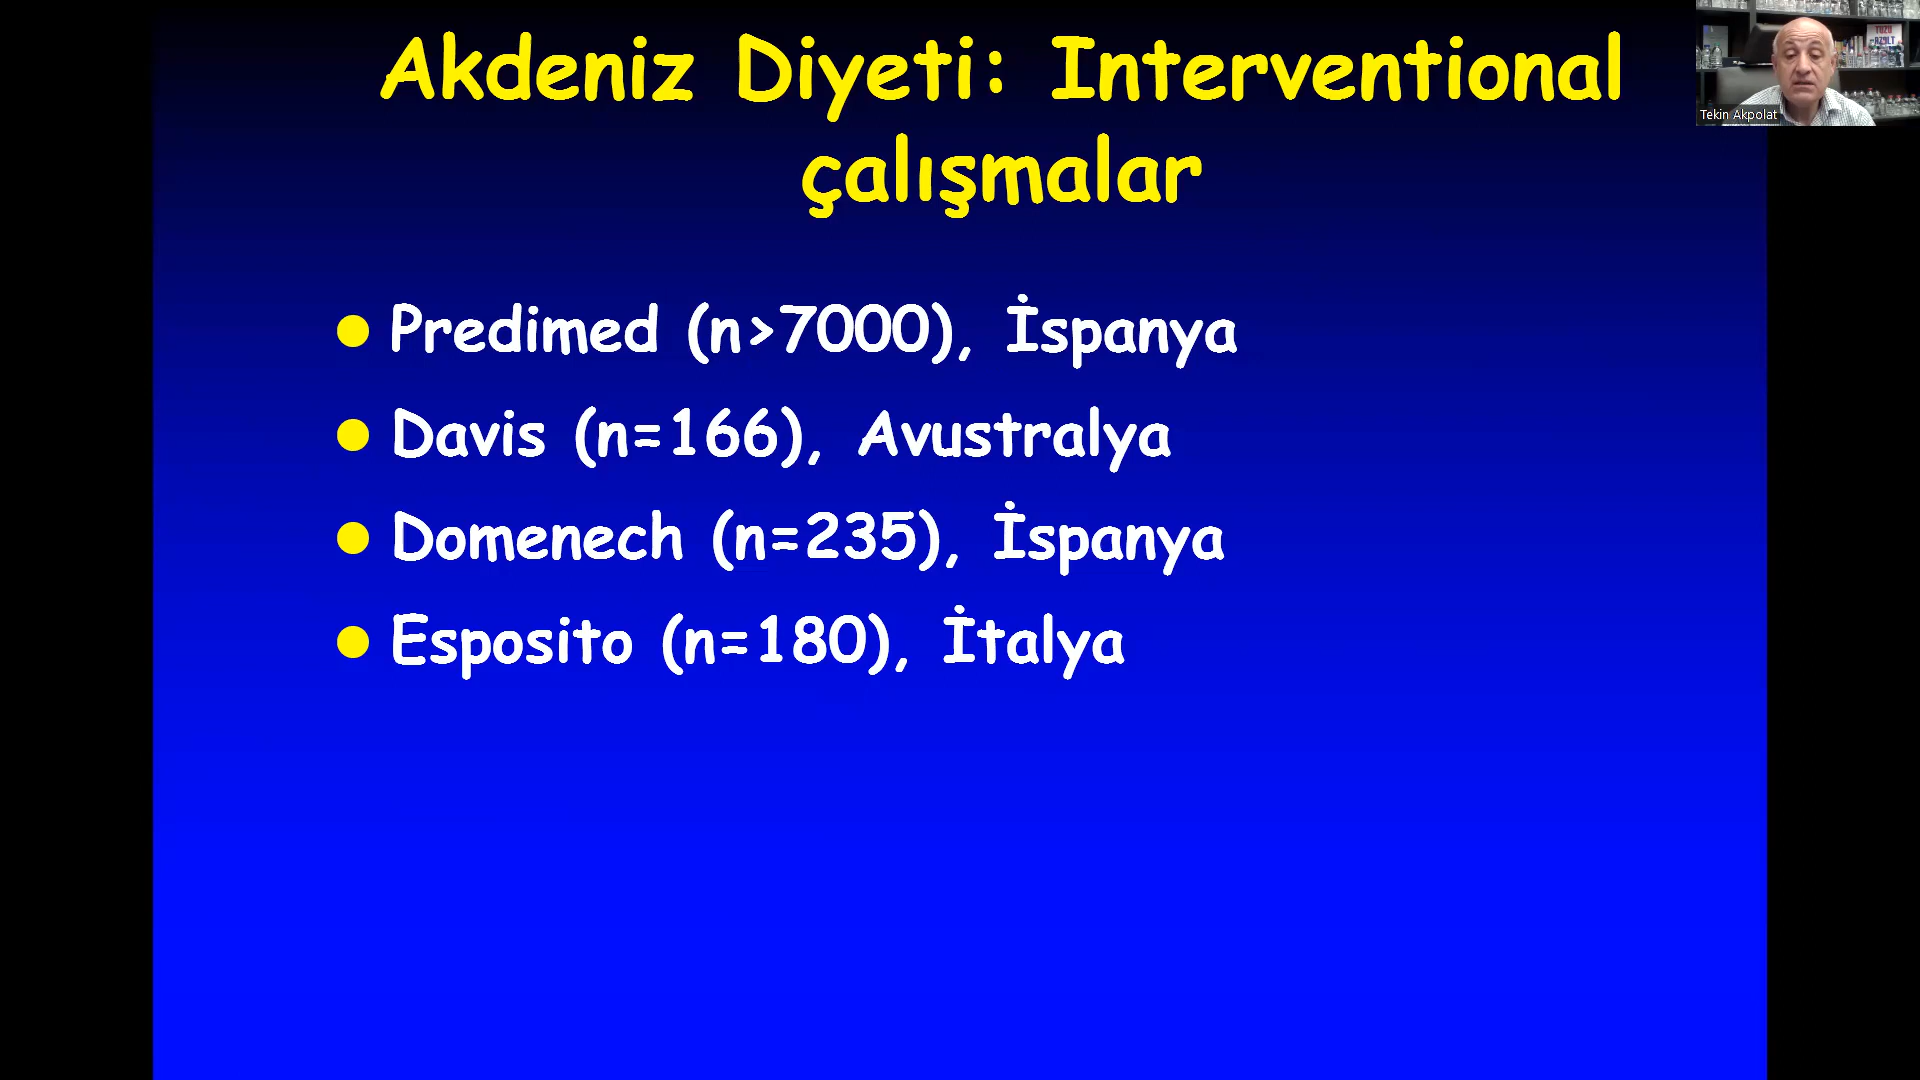 Akdeniz Diyeti: Interventional
çalışmalar
Predimed (n>7000), İspanya
Davis (n=166), Avustralya
Domenech (n=235), İspanya
Esposito (n=180), İtalya
Tekin Akpolat